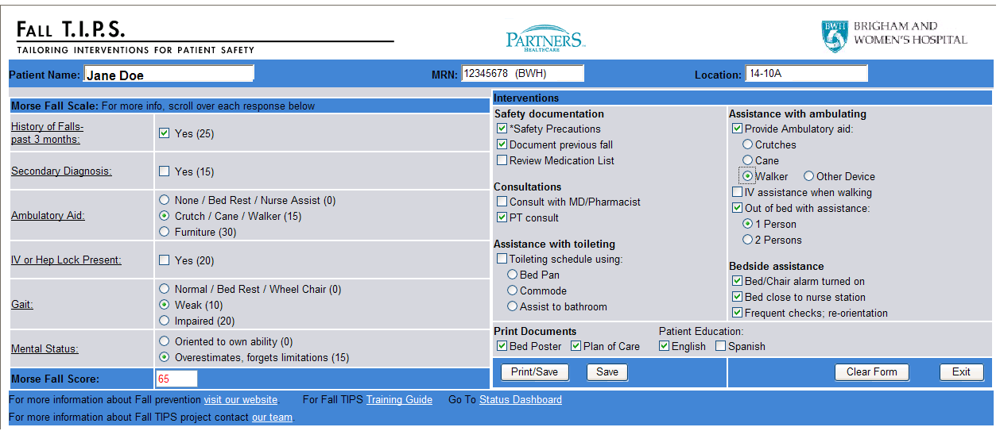 FALL T.I.P.S.
TAILORING INTERVENTIONS FOR PATIENT SAFETY
PARTNERS
HEALTHCARE
BWH
BRIGHAM AND
WOMEN'S HOSPITAL
Patient Name: Jane Doe
MRN: 12345678 (BWH)
Location: 14-10A
Morse Fall Scale: For more info, scroll over each response below
History of Falls-
past 3 months:
Yes (25)
Secondary Diagnosis:
Yes (15)
Ambulatory Aid:
None / Bed Rest / Nurse Assist (0)
Crutch / Cane / Walker (15)
Furniture (30)
IV or Hep Lock Present:
Yes (20)
Gait:
Normal / Bed Rest / Wheel Chair (0)
Weak (10)
Impaired (20)
Mental Status:
Oriented to own ability (0)
Overestimates, forgets limitations (15)
Morse Fall Score: 65
Interventions
Safety documentation
*Safety Precautions
Document previous fall
Review Medication List
Consultations
Consult with MD/Pharmacist
PT consult
Assistance with toileting
Toileting schedule using:
Bed Pan
Commode
Assist to bathroom
Assistance with ambulating
Provide Ambulatory aid:
Crutches
Cane
Walker Other Device
IV assistance when walking
Out of bed with assistance:
1 Person
2 Persons
Bedside assistance
Bed/Chair alarm turned on
Bed close to nurse station
Frequent checks; re-orientation
Print Documents
Bed Poster Plan of Care
Patient Education:
English Spanish
Print/Save Save Clear Form Exit
For more information about Fall prevention visit our website. For Fall TIPS Training Guide Go To Status Dashboard
For more information about Fall TIPS project contact our team.